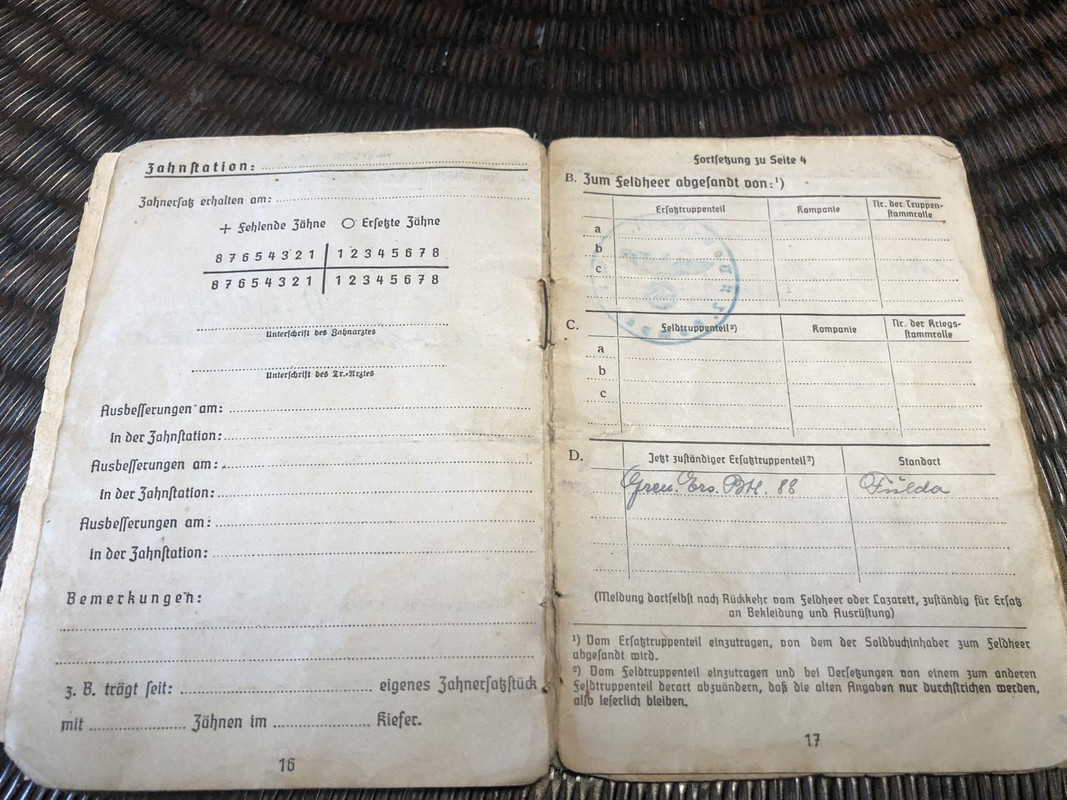 Zahnstation:
Zahnersatz erhalten am:
+ Fehlende Zähne ○ Ersetzte Zähne
8 7 6 5 4 3 2 1 | 1 2 3 4 5 6 7 8
8 7 6 5 4 3 2 1 | 1 2 3 4 5 6 7 8
Unterschrift des Zahnarztes
Unterschrift des Tr.-Arztes
Ausbesserungen am:
in der Zahnstation:
Ausbesserungen am:
in der Zahnstation:
Ausbesserungen am:
in der Zahnstation:
Bemerkungen:
z. B. trägt seit: eigenes Zahnersatzstück
mit Zähnen im Kiefer.
16
Fortsetzung zu Seite 4
B. Zum Feldheer abgesandt von:¹)
Ersatztruppenteil Kompanie Nr. der Truppen-
stammrolle
a
b
c
C. Feldtruppenteil²) Kompanie Nr. der Kriegs-
stammrolle
a
b
c
D. Jetzt zuständiger Ersatztruppenteil²) Standort
Gren. Ers. Btl. 88 Fulda
(Meldung dortselbst nach Rückkehr vom Feldheer oder Lazarett, zuständig für Ersatz
an Bekleidung und Ausrüstung)
¹) Vom Ersatztruppenteil einzutragen, von dem der Soldbuchinhaber zum Feldheer
abgesandt wird.
²) Vom Feldtruppenteil einzutragen und bei Versetzungen von einem zum anderen
Feldtruppenteil derart abzuändern, daß die alten Angaben nur durchstrichen werden,
also leserlich bleiben.
17